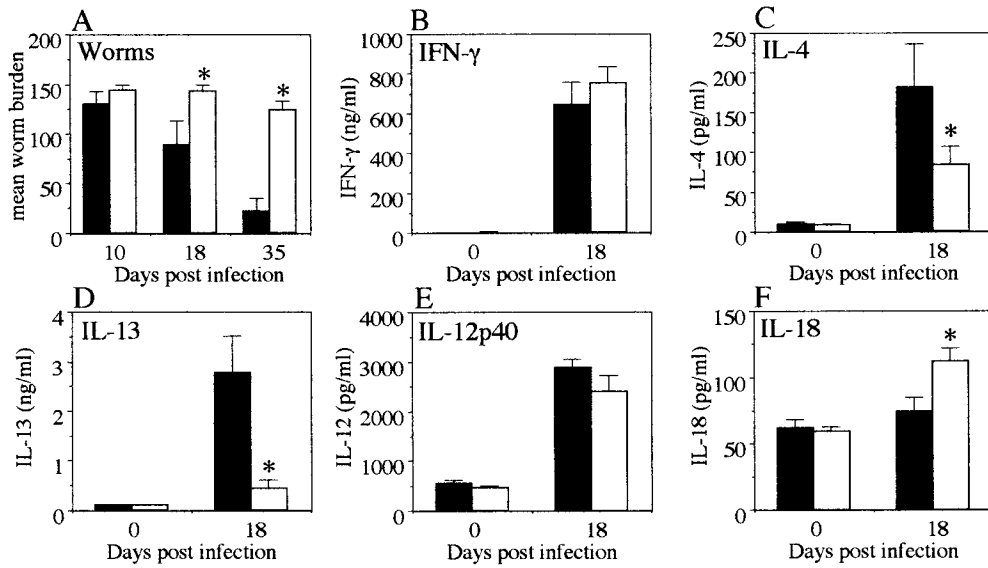 A
Worms
mean worm burden
200
150
100
50
0
*
*
10 18 35
Days post infection
B
IFN-γ
IFN-γ (ng/ml)
1000
800
600
400
200
0
0 18
Days post infection
C
IL-4
IL-4 (pg/ml)
200
150
100
50
0
*
0 18
Days post infection
D
IL-13
IL-13 (ng/ml)
4
3
2
1
0
*
0 18
Days post infection
E
IL-12p40
IL-12 (pg/ml)
4000
3000
2000
1000
0
0 18
Days post infection
F
IL-18
IL-18 (pg/ml)
150
100
50
0
*
0 18
Days post infection